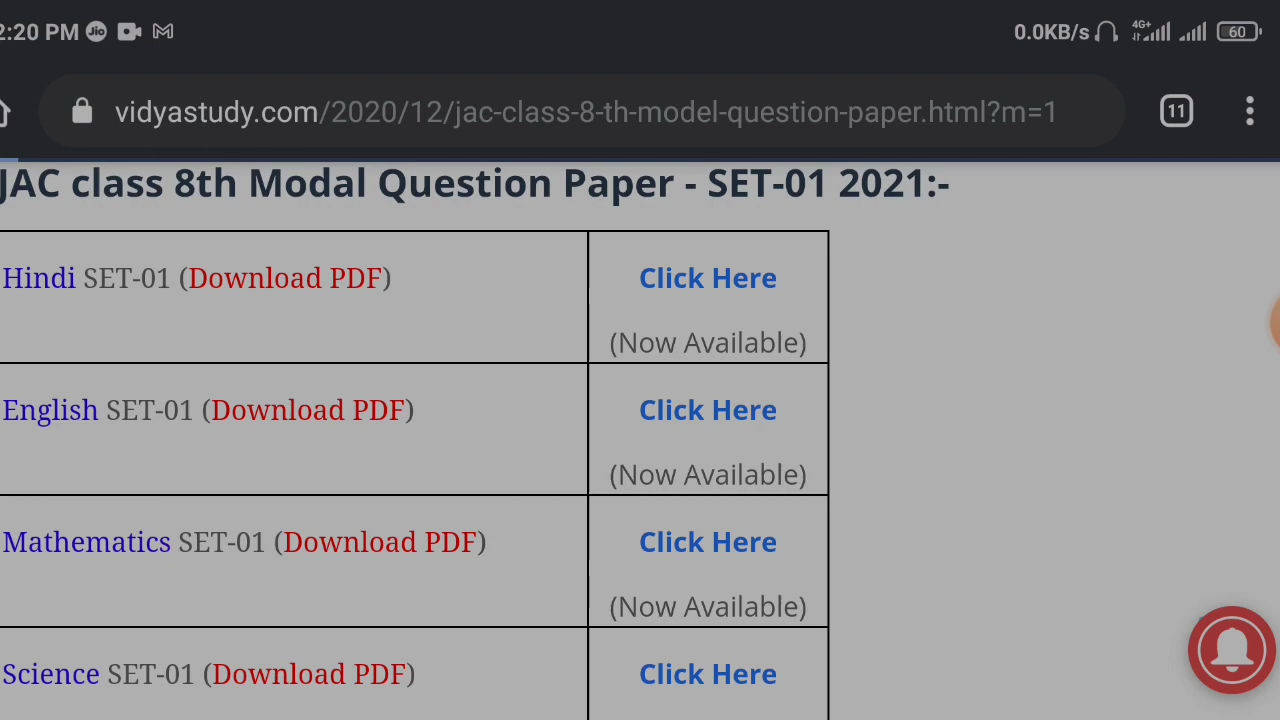 2:20 PM
0.0KB/s 4G+ 60
vidyastudy.com/2020/12/jac-class-8-th-model-question-paper.html?m=1 11
JAC class 8th Modal Question Paper - SET-01 2021:-
Hindi SET-01 (Download PDF) Click Here
(Now Available)
English SET-01 (Download PDF) Click Here
(Now Available)
Mathematics SET-01 (Download PDF) Click Here
(Now Available)
Science SET-01 (Download PDF) Click Here